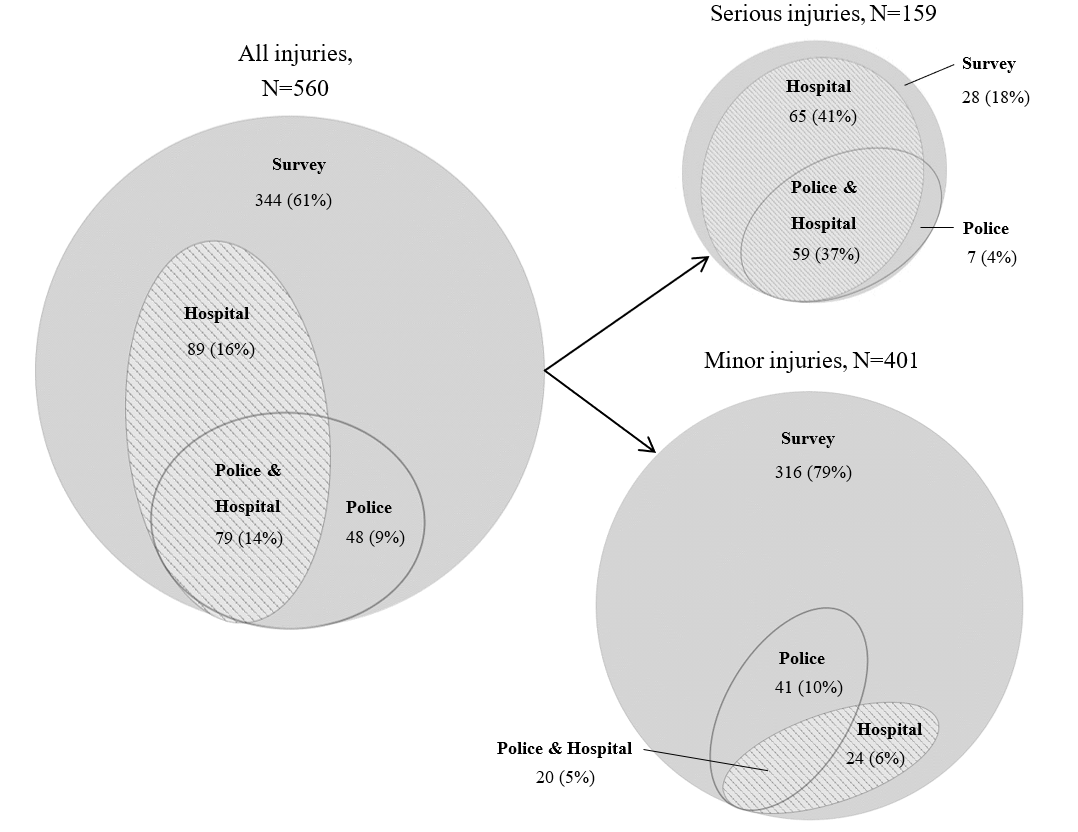 All injuries,
N=560
Survey
344 (61%)
Hospital
89 (16%)
Police &
Hospital
79 (14%)
Police
48 (9%)
Serious injuries, N=159
Hospital
65 (41%)
Survey
28 (18%)
Police &
Hospital
59 (37%)
Police
7 (4%)
Minor injuries, N=401
Survey
316 (79%)
Police
41 (10%)
Hospital
24 (6%)
Police & Hospital
20 (5%)